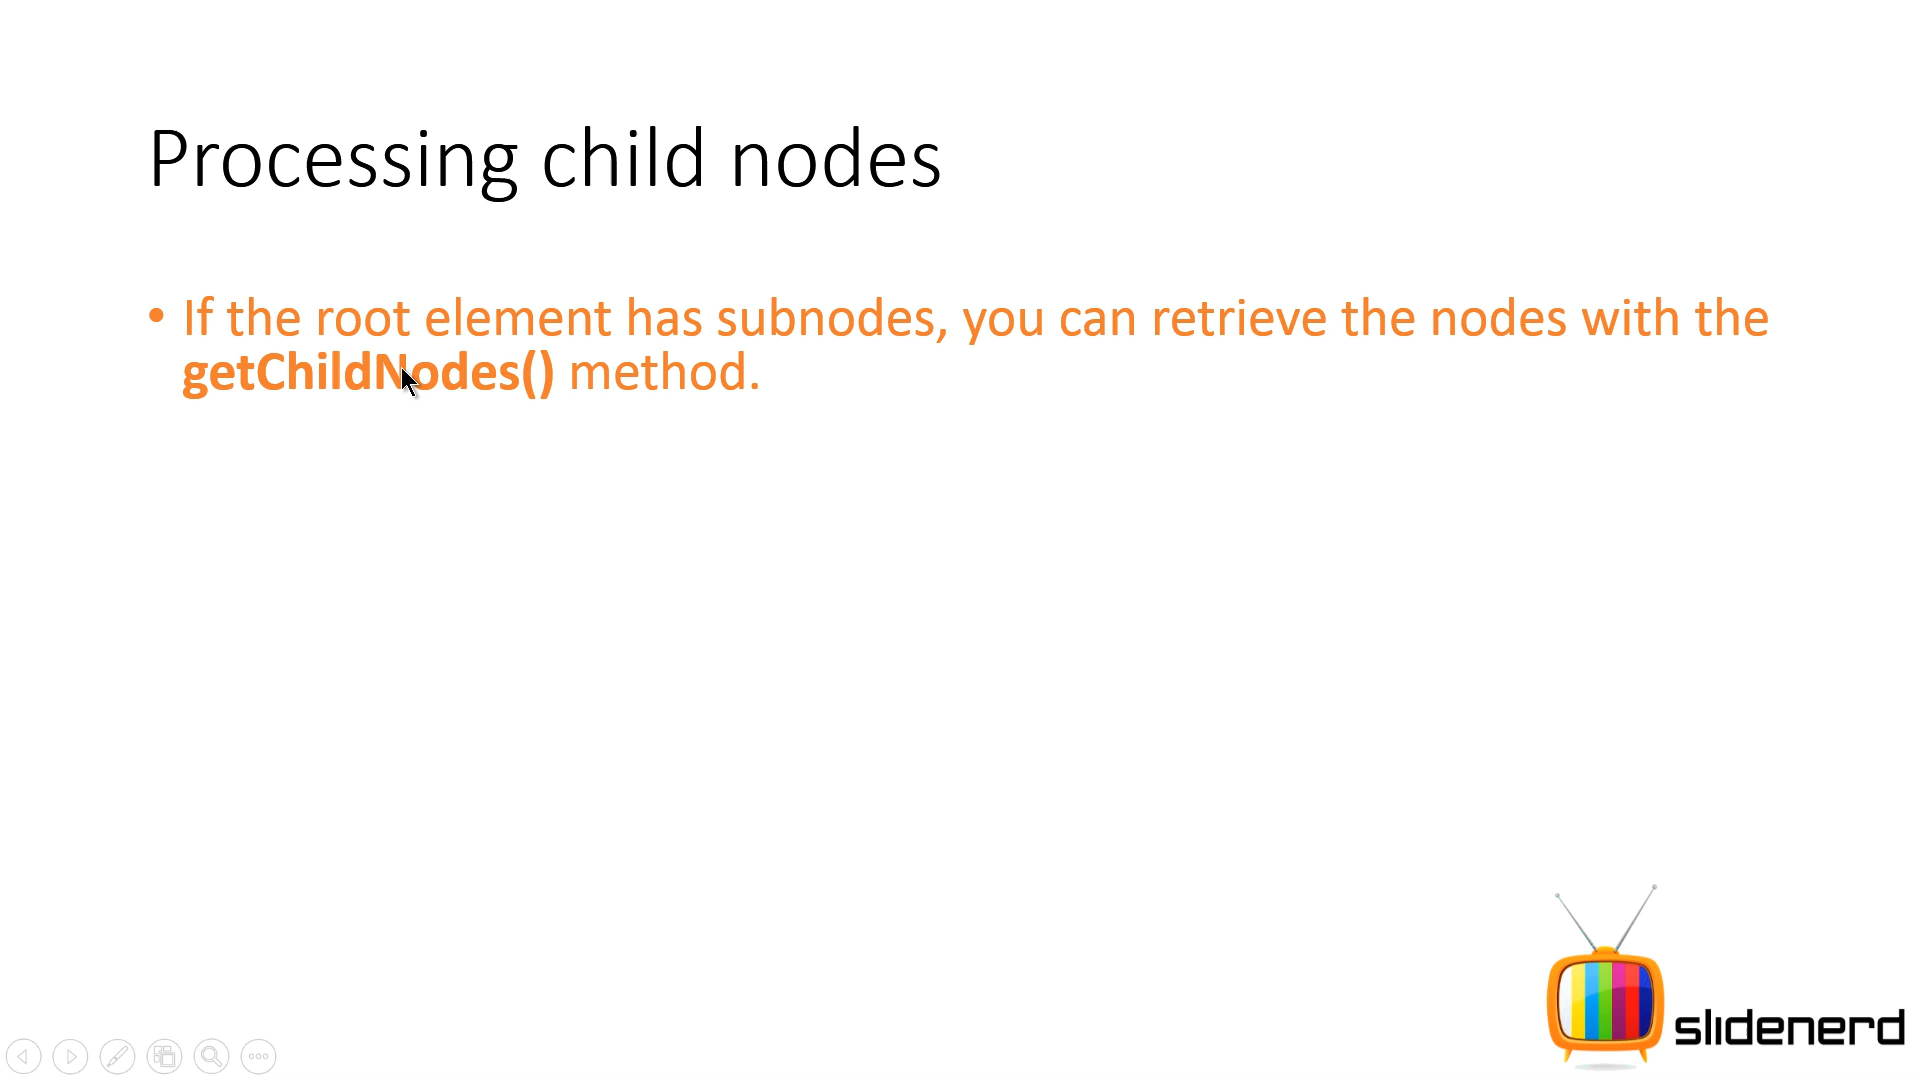 Processing child nodes
• If the root element has subnodes, you can retrieve the nodes with the
getChildNodes() method.
slidenerd